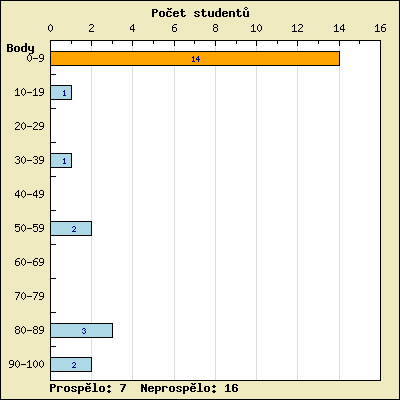 Počet studentů
0 2 4 6 8 10 12 14 16
Body
0-9 14
10-19 1
20-29
30-39 1
40-49
50-59 2
60-69
70-79
80-89 3
90-100 2
Prospělo: 7 Neprospělo: 16